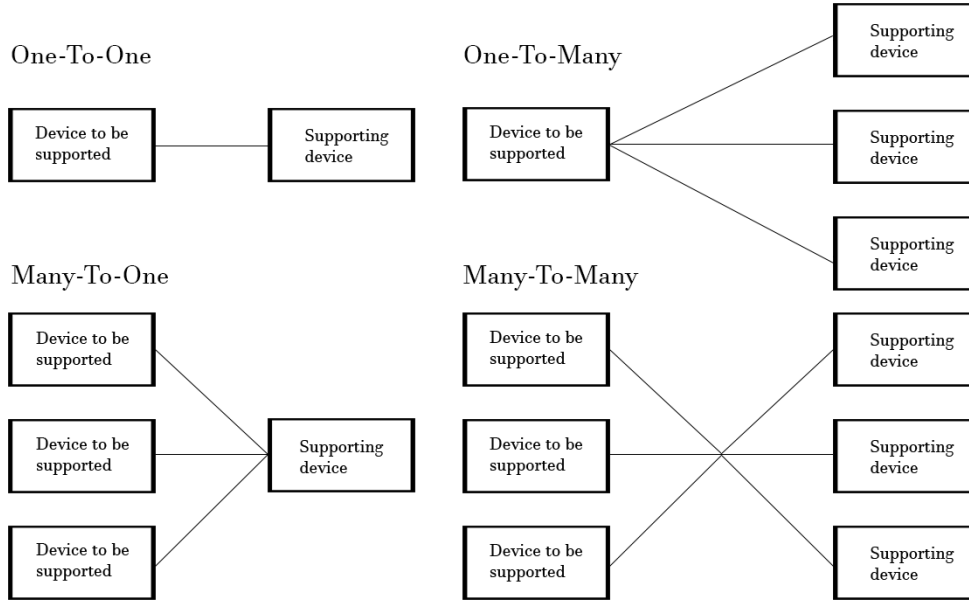 One-To-One
Device to be
supported
Supporting
device
One-To-Many
Device to be
supported
Supporting
device
Supporting
device
Supporting
device
Many-To-One
Device to be
supported
Device to be
supported
Device to be
supported
Supporting
device
Many-To-Many
Device to be
supported
Device to be
supported
Device to be
supported
Supporting
device
Supporting
device
Supporting
device